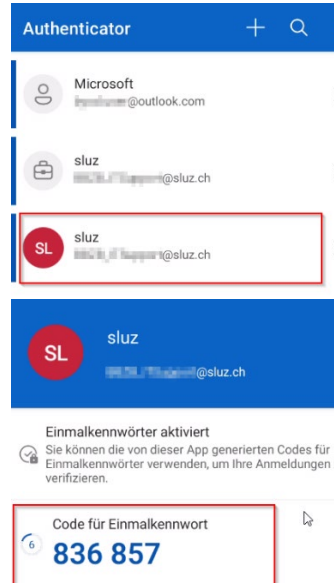 Authenticator
Microsoft
@outlook.com
sluz
@sluz.ch
SL
sluz
@sluz.ch
SL
sluz
@sluz.ch
Einmalkennwörter aktiviert
Sie können die von dieser App generierten Codes für
Einmalkennwörter verwenden, um Ihre Anmeldungen
verifizieren.
Code für Einmalkennwort
6
836 857